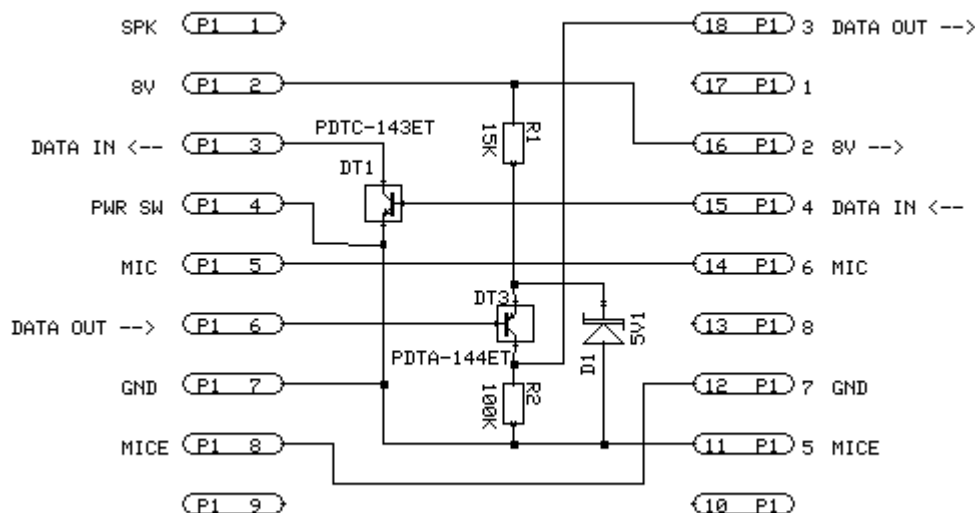 SPK P1 1
18 P1 3 DATA OUT -->
8V P1 2
17 P1 1
PDTC-143ET
R1
15K
DATA IN <-- P1 3
16 P1 2 8V -->
DT1
PWR SW P1 4
15 P1 4 DATA IN <--
MIC P1 5
14 P1 6 MIC
DT3
DATA OUT --> P1 6
13 P1 8
5V1
D1
PDTA-144ET
GND P1 7
12 P1 7 GND
R2
100K
MICE P1 8
11 P1 5 MICE
P1 9
10 P1